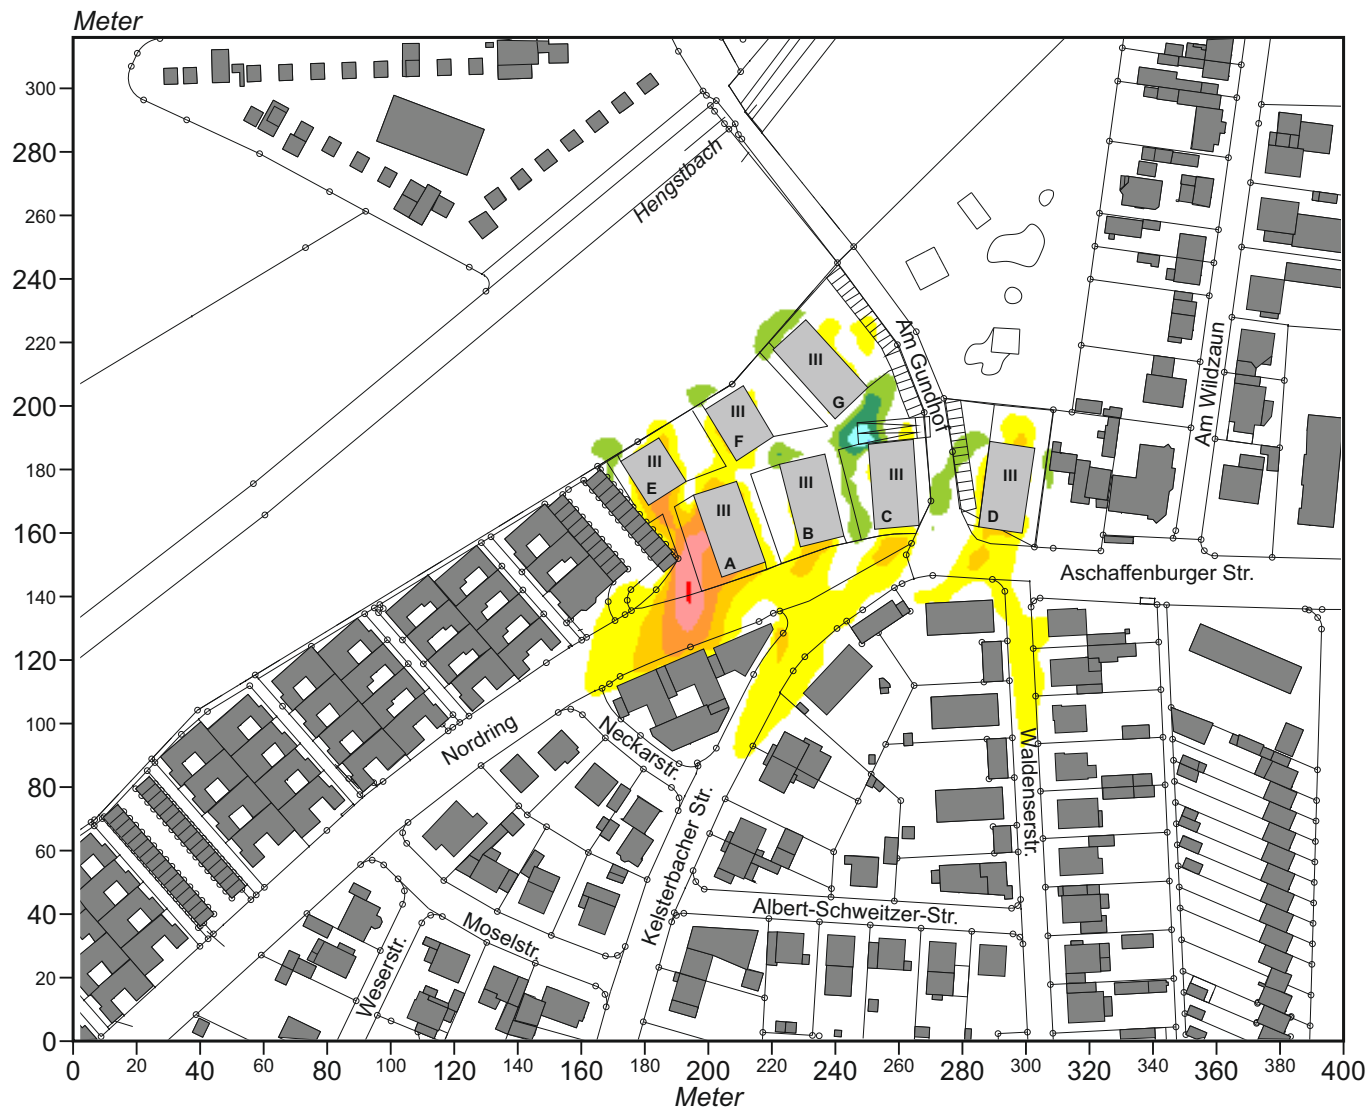 Meter
300
280
260
240
220
200
180
160
140
120
100
80
60
40
20
0
0
20
40
60
80
100
120
140
160
180
200
220
240
260
280
300
320
340
360
380
400
Meter
Hengstbach
Am Gundhof
Am Wildzaun
Aschaffenburger Str.
Nordring
Neckarstr.
Kelsterbacher Str.
Waldenserstr.
Albert-Schweitzer-Str.
Moselstr.
Weserstr.
III
G
III
F
III
E
III
A
III
B
III
C
III
D